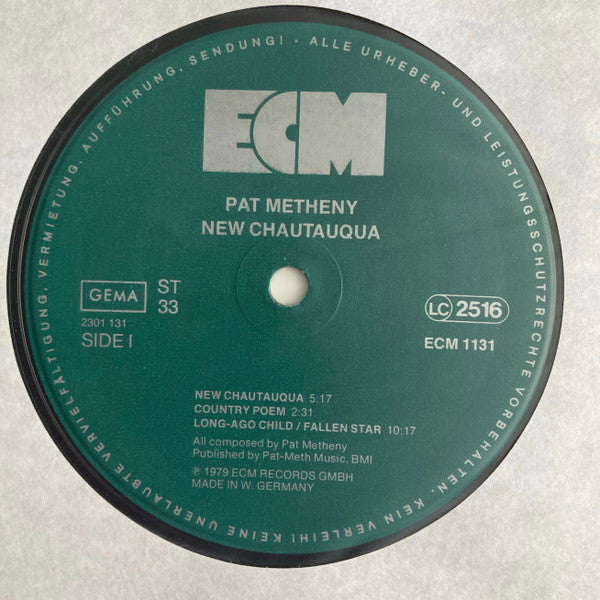 ALLE URHEBER- UND LEISTUNGSSCHUTZRECHTE VORBEHALTEN · KEIN VERLEIH! KEINE UNERLAUBTE VERVIELFÄLTIGUNG, VERMIETUNG, AUFFÜHRUNG, SENDUNG! ·
ECM
PAT METHENY
NEW CHAUTAUQUA
GEMA
ST
33
2301 131
SIDE I
LC 2516
ECM 1131
NEW CHAUTAUQUA 5:17
COUNTRY POEM 2:31
LONG-AGO CHILD / FALLEN STAR 10:17
All composed by Pat Metheny
Published by Pat-Meth Music, BMI
℗ 1979 ECM RECORDS GMBH
MADE IN W. GERMANY